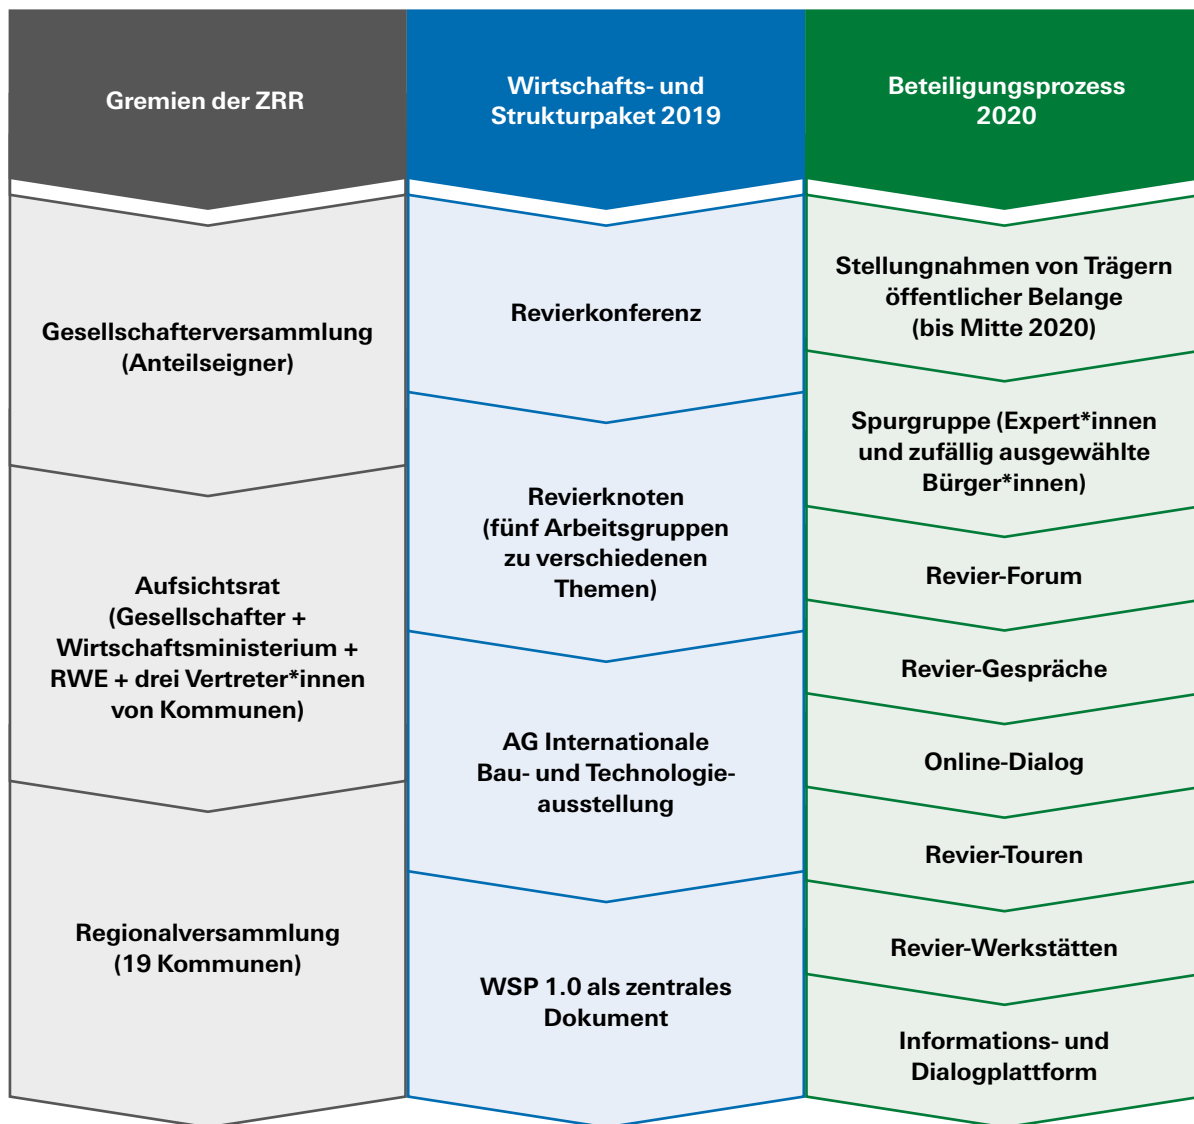 Gremien der ZRR
Wirtschafts- und
Strukturpaket 2019
Beteiligungsprozess
2020
Gesellschafterversammlung
(Anteilseigner)
Aufsichtsrat
(Gesellschafter +
Wirtschaftsministerium +
RWE + drei Vertreter*innen
von Kommunen)
Regionalversammlung
(19 Kommunen)
Revierkonferenz
Revierknoten
(fünf Arbeitsgruppen
zu verschiedenen
Themen)
AG Internationale
Bau- und Technologie-
ausstellung
WSP 1.0 als zentrales
Dokument
Stellungnahmen von Trägern
öffentlicher Belange
(bis Mitte 2020)
Spurgruppe (Expert*innen
und zufällig ausgewählte
Bürger*innen)
Revier-Forum
Revier-Gespräche
Online-Dialog
Revier-Touren
Revier-Werkstätten
Informations- und
Dialogplattform